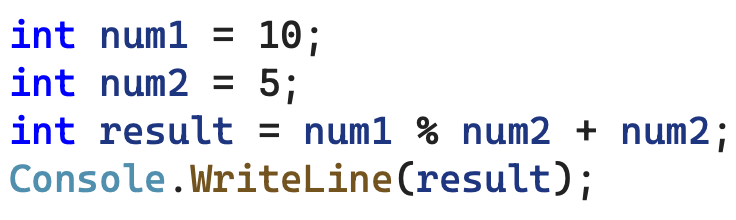 int num1 = 10;
int num2 = 5;
int result = num1 % num2 + num2;
Console.WriteLine(result);